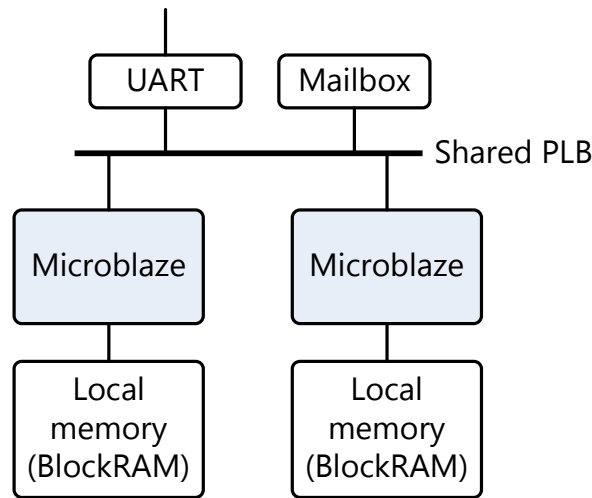 UART
Mailbox
Shared PLB
Microblaze
Microblaze
Local
memory
(BlockRAM)
Local
memory
(BlockRAM)